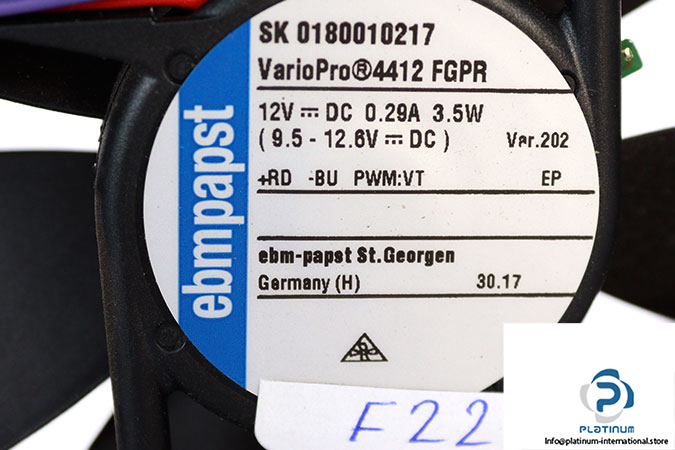 ebmpapst
SK 0180010217
VarioPro®4412 FGPR
12V ⎓ DC 0.29A 3.5W
( 9.5 - 12.6V ⎓ DC ) Var.202
+RD -BU PWM:VT EP
ebm-papst St.Georgen
Germany (H) 30.17
F22
PLATINUM
Info@platinum-international.store